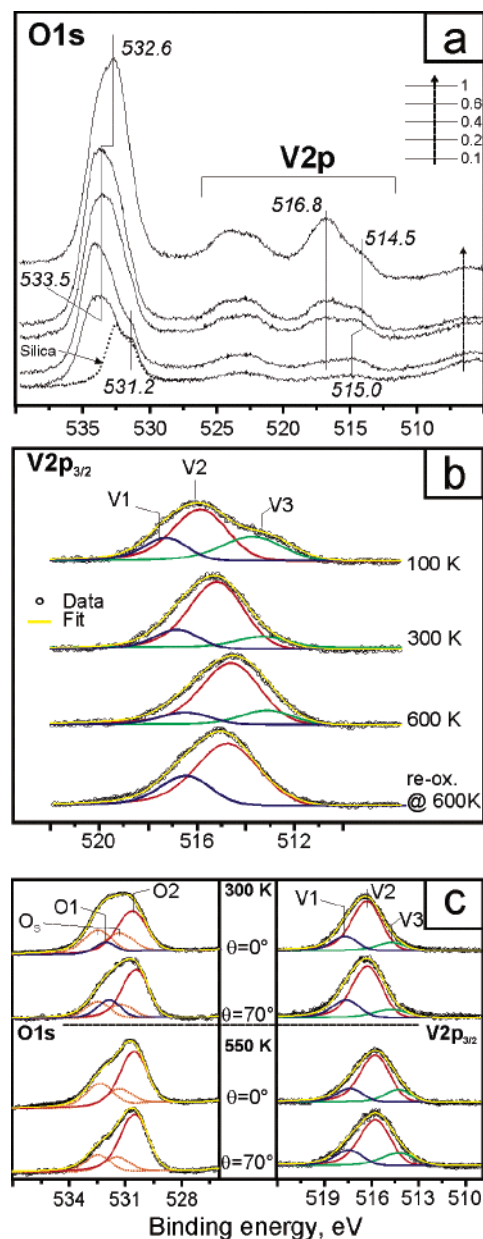 O1s
a
532.6
1
0.6
0.4
0.2
0.1
V2p
516.8
514.5
533.5
Silica
531.2
515.0
535 530 525 520 515 510
V2p3/2
b
V2
V1
V3
100 K
Data
Fit
300 K
600 K
re-ox.
@ 600K
520 516 512
c
O2
300 K
V1
V2
O1
V3
Os
θ=0°
θ=70°
O1s
V2p3/2
550 K
θ=0°
θ=70°
534 531 528
519 516 513 510
Binding energy, eV